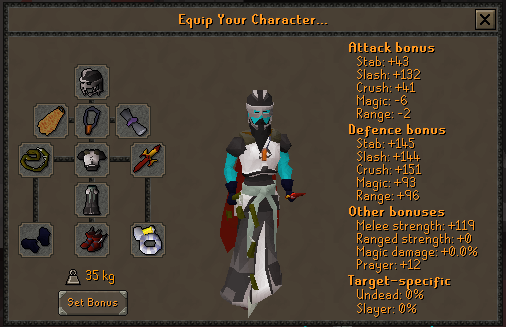 Equip Your Character...
Attack bonus
Stab: +43
Slash: +132
Crush: +41
Magic: -6
Range: -2
Defence bonus
Stab: +145
Slash: +144
Crush: +151
Magic: +93
Range: +96
Other bonuses
Melee strength: +119
Ranged strength: +0
Magic damage: +0.0%
Prayer: +12
Target-specific
Undead: 0%
Slayer: 0%
35 kg
Set Bonus